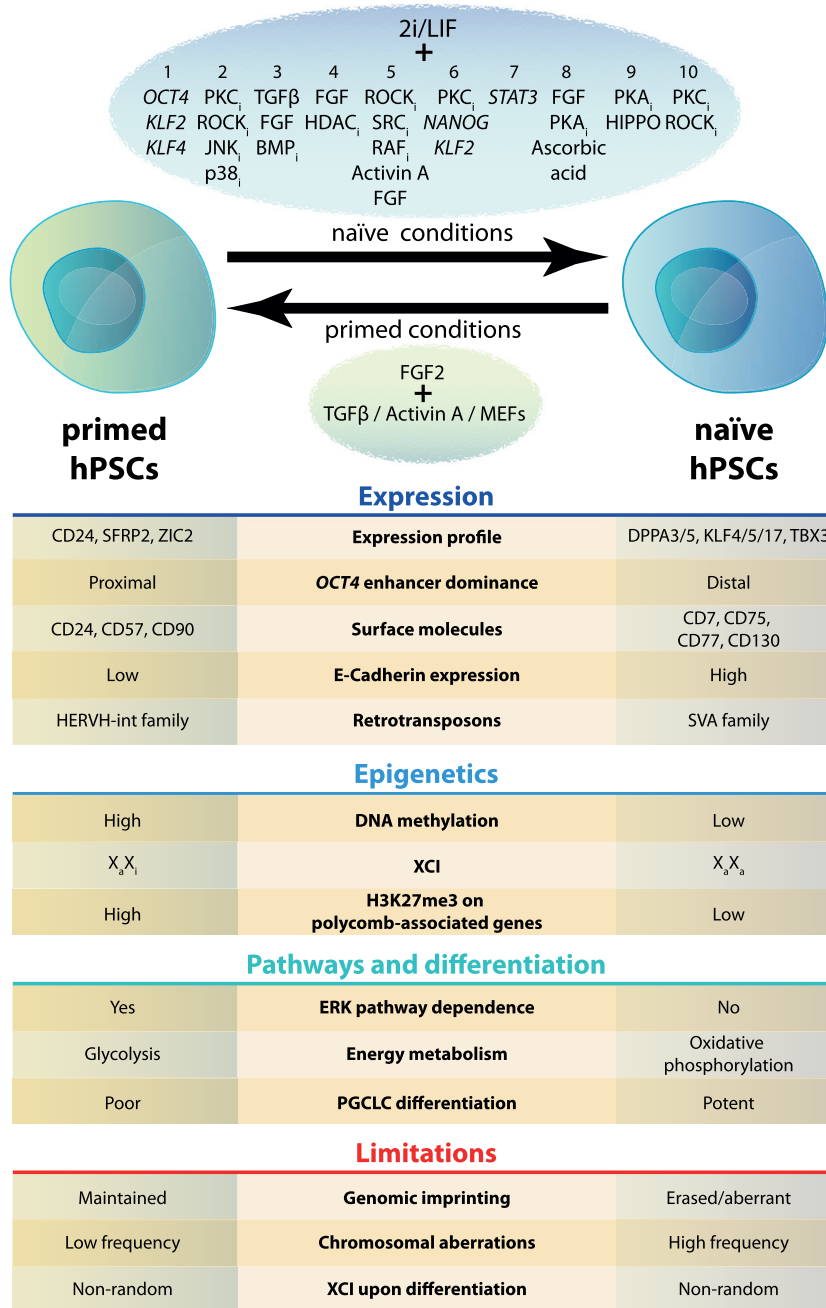 2i/LIF
+
1 2 3 4 5 6 7 8 9 10
OCT4 PKCi TGFβ FGF ROCKi PKCi STAT3 FGF PKAi PKCi
KLF2 ROCKi FGF HDACi SRCi NANOG PKAi HIPPO ROCKi
KLF4 JNKi BMPi RAFi KLF2 Ascorbic
p38i Activin A acid
FGF
naïve conditions
primed conditions
FGF2
+
TGFβ / Activin A / MEFs
primed
hPSCs
naïve
hPSCs
Expression
CD24, SFRP2, ZIC2 Expression profile DPPA3/5, KLF4/5/17, TBX3
Proximal OCT4 enhancer dominance Distal
CD24, CD57, CD90 Surface molecules CD7, CD75,
CD77, CD130
Low E-Cadherin expression High
HERVH-int family Retrotransposons SVA family
Epigenetics
High DNA methylation Low
XaXi XCI XaXa
High H3K27me3 on
polycomb-associated genes Low
Pathways and differentiation
Yes ERK pathway dependence No
Glycolysis Energy metabolism Oxidative
phosphorylation
Poor PGCLC differentiation Potent
Limitations
Maintained Genomic imprinting Erased/aberrant
Low frequency Chromosomal aberrations High frequency
Non-random XCI upon differentiation Non-random